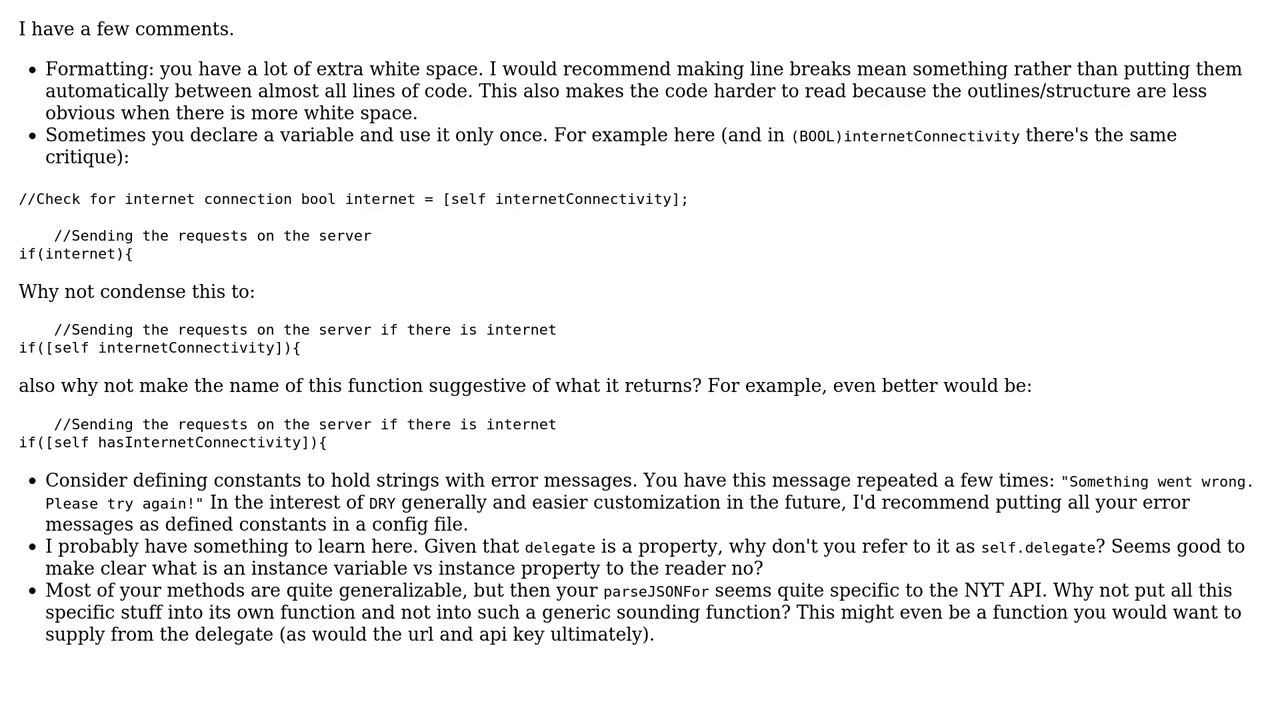 I have a few comments.
• Formatting: you have a lot of extra white space. I would recommend making line breaks mean something rather than putting them
automatically between almost all lines of code. This also makes the code harder to read because the outlines/structure are less
obvious when there is more white space.
• Sometimes you declare a variable and use it only once. For example here (and in (BOOL)internetConnectivity there's the same
critique):
//Check for internet connection bool internet = [self internetConnectivity];
    //Sending the requests on the server
if(internet){
Why not condense this to:
    //Sending the requests on the server if there is internet
if([self internetConnectivity]){
also why not make the name of this function suggestive of what it returns? For example, even better would be:
    //Sending the requests on the server if there is internet
if([self hasInternetConnectivity]){
• Consider defining constants to hold strings with error messages. You have this message repeated a few times: "Something went wrong.
Please try again!" In the interest of DRY generally and easier customization in the future, I'd recommend putting all your error
messages as defined constants in a config file.
• I probably have something to learn here. Given that delegate is a property, why don't you refer to it as self.delegate? Seems good to
make clear what is an instance variable vs instance property to the reader no?
• Most of your methods are quite generalizable, but then your parseJSONFor seems quite specific to the NYT API. Why not put all this
specific stuff into its own function and not into such a generic sounding function? This might even be a function you would want to
supply from the delegate (as would the url and api key ultimately).